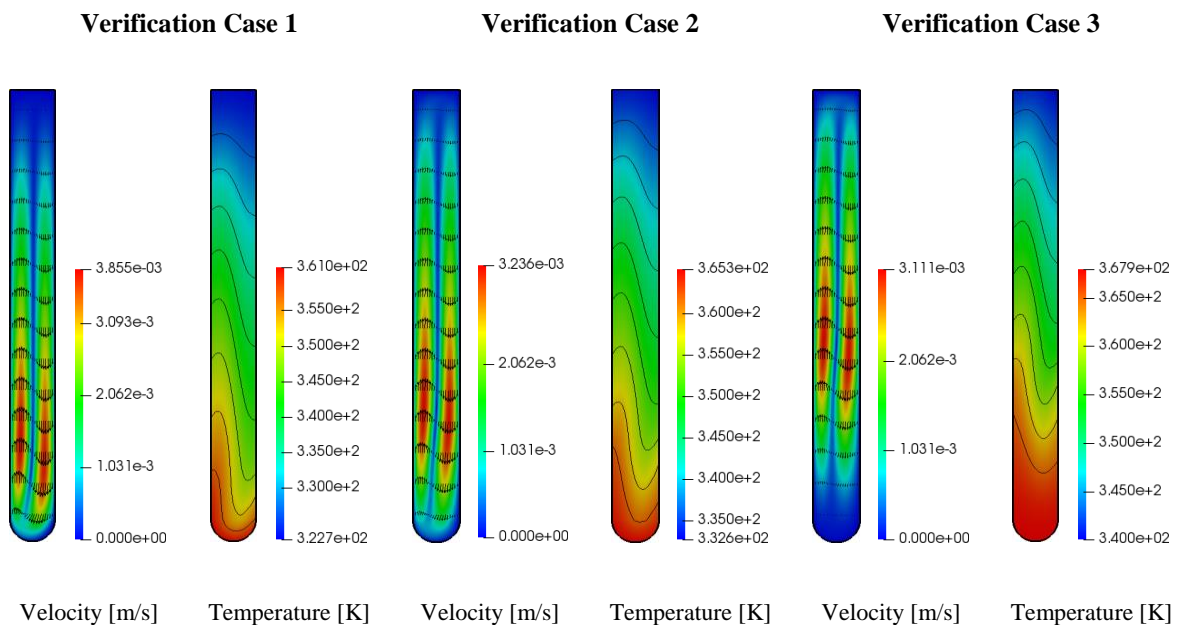 Verification Case 1
Verification Case 2
Verification Case 3
3.855e-03
3.093e-3
2.062e-3
1.031e-3
0.000e+00
3.610e+02
3.550e+2
3.500e+2
3.450e+2
3.400e+2
3.350e+2
3.300e+2
3.227e+02
3.236e-03
2.062e-3
1.031e-3
0.000e+00
3.653e+02
3.600e+2
3.550e+2
3.500e+2
3.450e+2
3.400e+2
3.350e+2
3.326e+02
3.111e-03
2.062e-3
1.031e-3
0.000e+00
3.679e+02
3.650e+2
3.600e+2
3.550e+2
3.500e+2
3.450e+2
3.400e+02
Velocity [m/s]
Temperature [K]
Velocity [m/s]
Temperature [K]
Velocity [m/s]
Temperature [K]